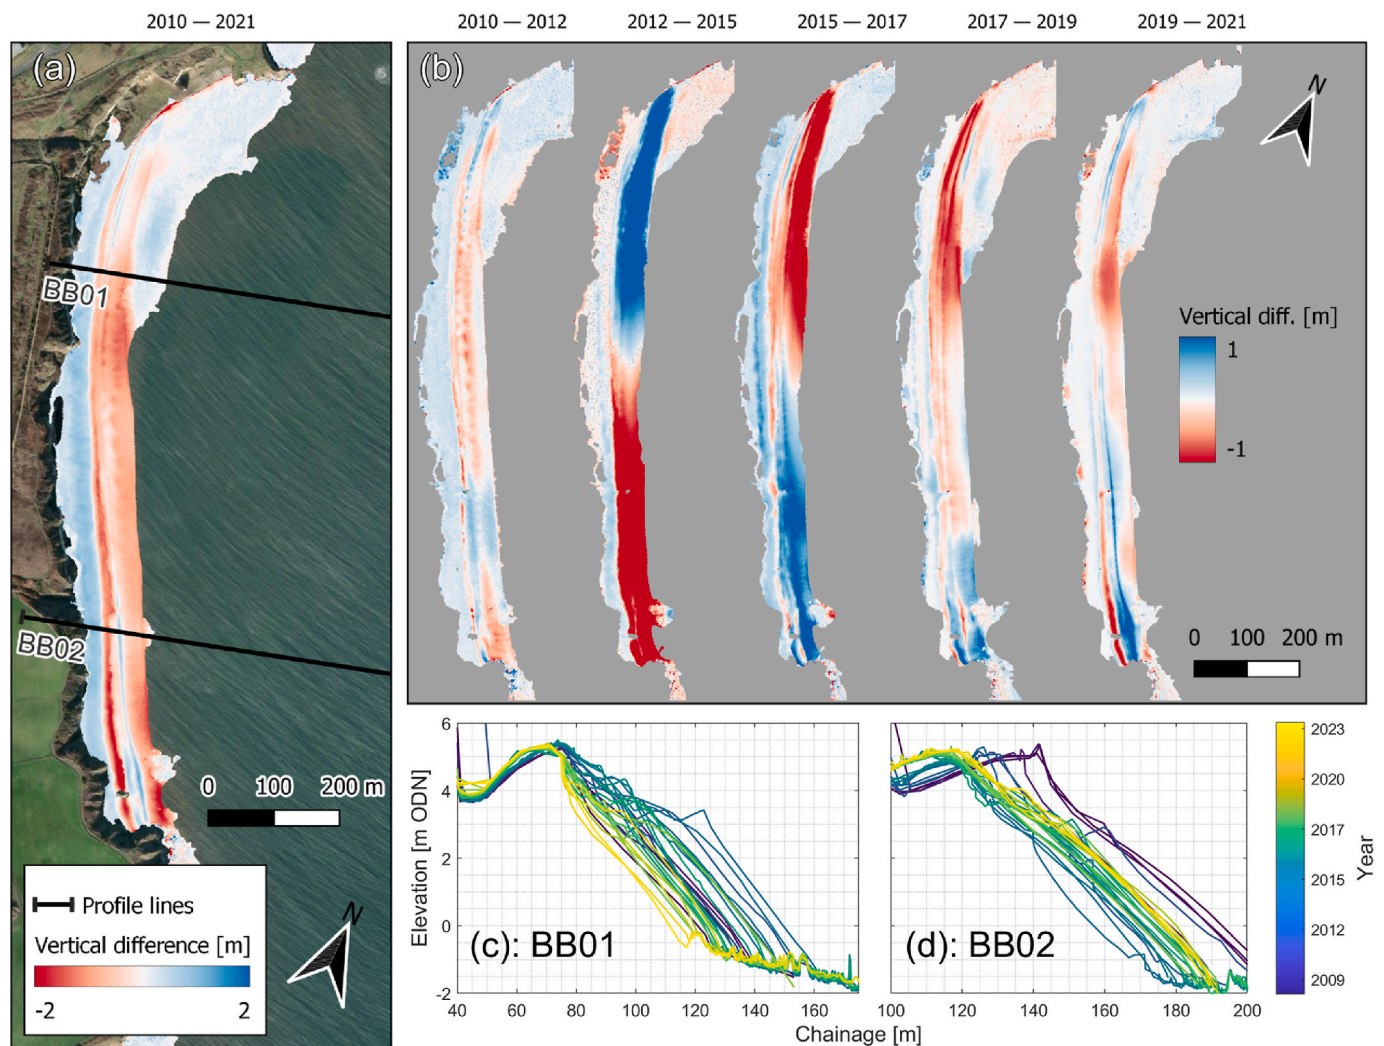 2010 — 2021
2010 — 2012
2012 — 2015
2015 — 2017
2017 — 2019
2019 — 2021
(a)
BB01
BB02
0 100 200 m
Profile lines
Vertical difference [m]
-2 2
N
(b)
N
Vertical diff. [m]
1
-1
0 100 200 m
Elevation [m ODN]
6
4
2
0
-2
(c): BB01
40 60 80 100 120 140 160
(d): BB02
100 120 140 160 180 200
Chainage [m]
2023
2020
2017
2015
2012
2009
Year